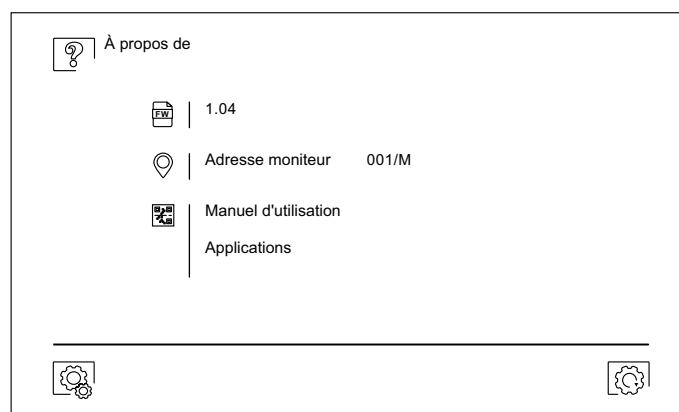 À propos de
FW 1.04
Adresse moniteur 001/M
Manuel d'utilisation
Applications